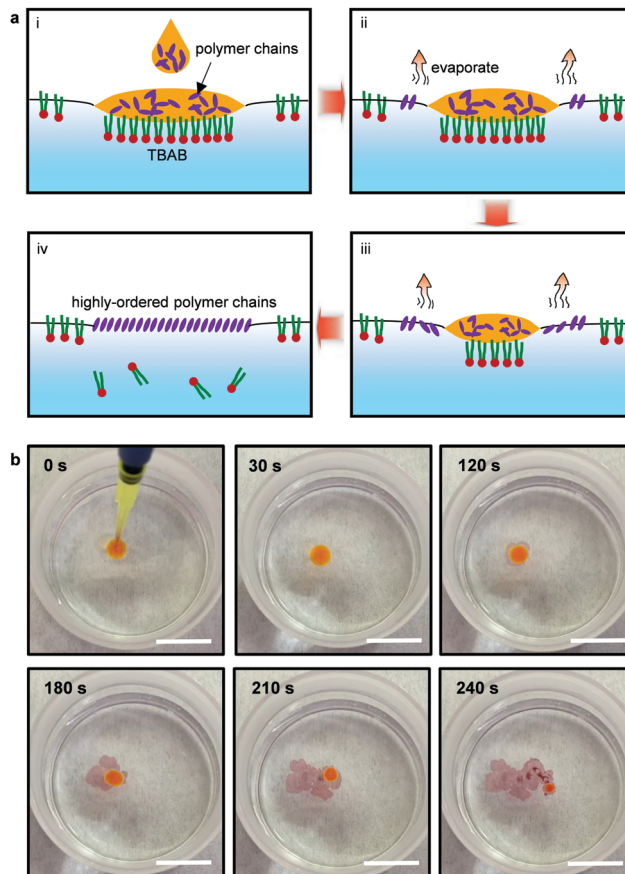 a
i
polymer chains
TBAB
ii
evaporate
iv
highly-ordered polymer chains
iii
b
0 s
30 s
120 s
180 s
210 s
240 s